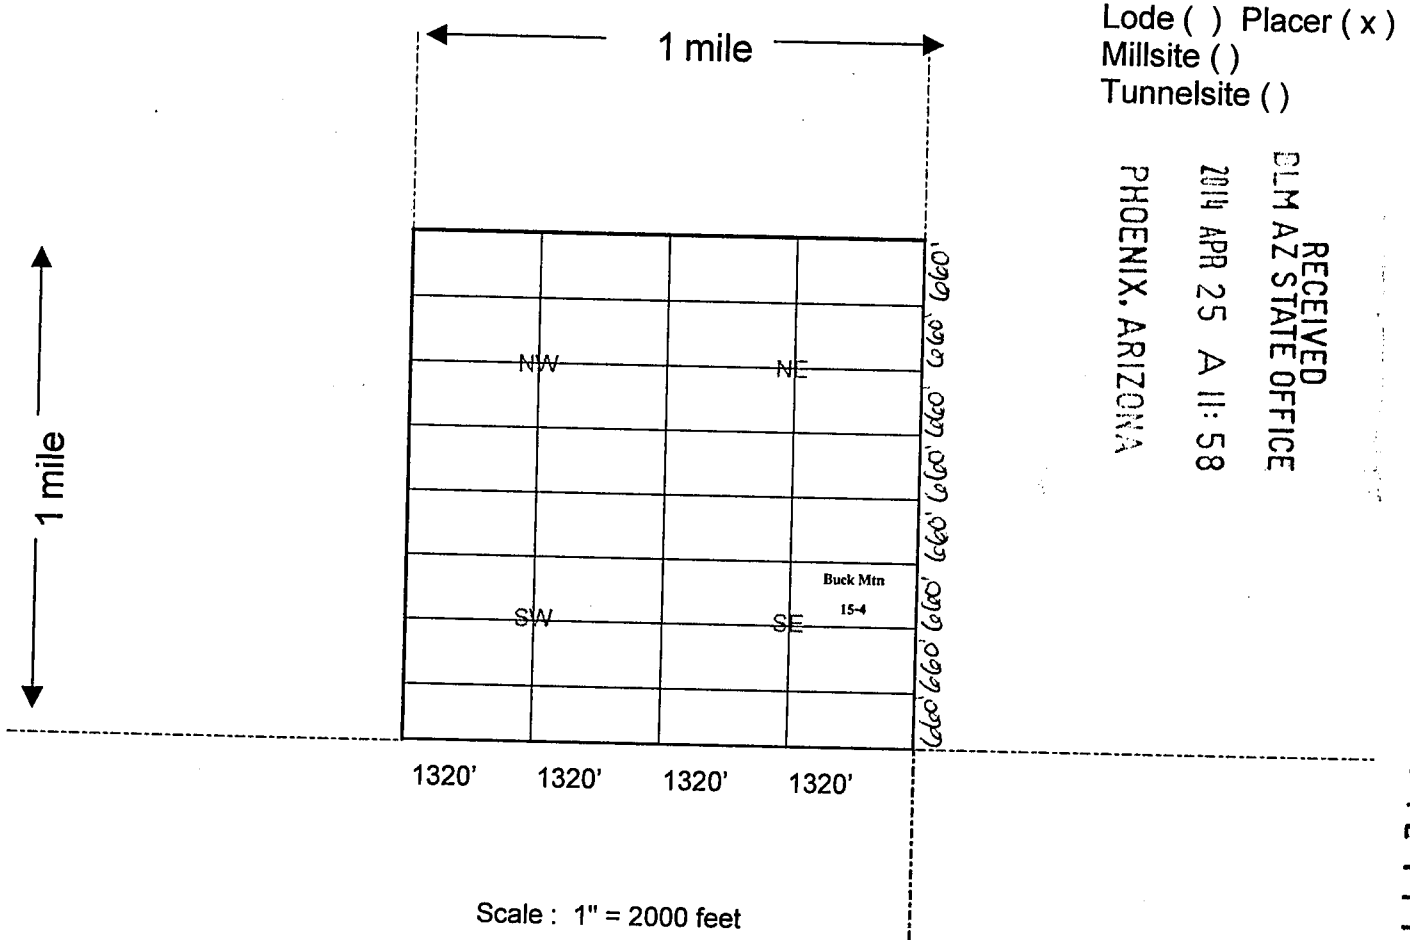 Lode ( ) Placer ( x )
Millsite ( )
Tunnelsite ( )
1 mile
RECEIVED
BLM AZ STATE OFFICE
2014 APR 25 A 11: 58
PHOENIX, ARIZONA
1 mile
660'
660'
660'
660'
660'
660'
660'
660'
NW
NE
Buck Mtn
15-4
SW
SE
1320' 1320' 1320' 1320'
Scale : 1" = 2000 feet